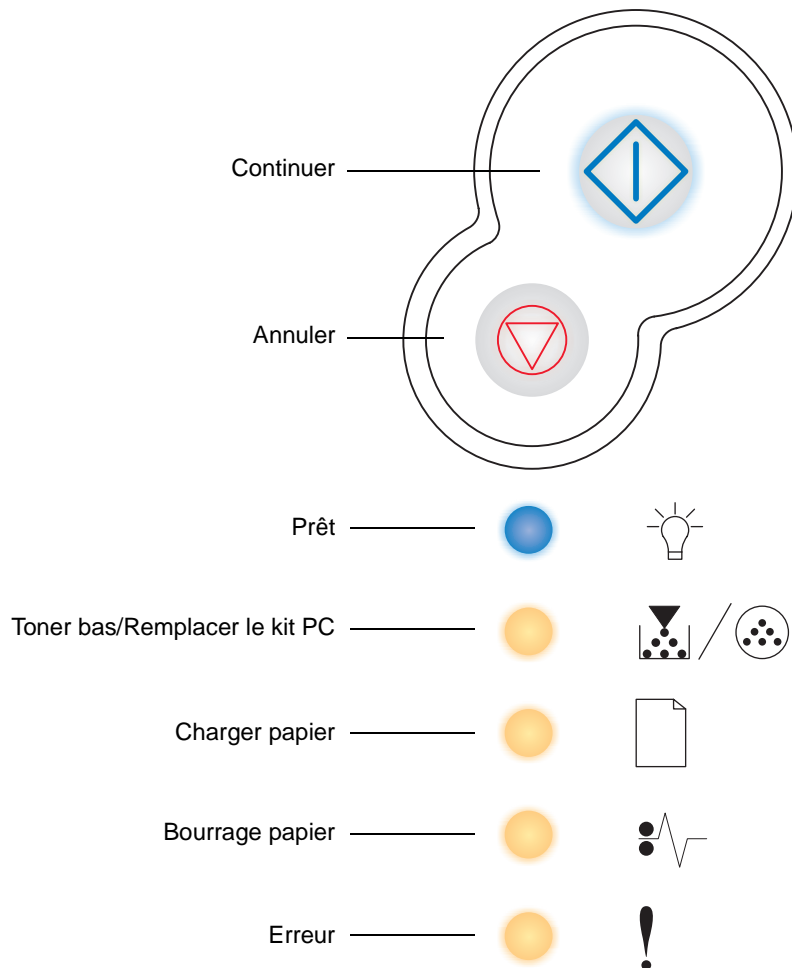 Continuer
Annuler
Prêt
Toner bas/Remplacer le kit PC
Charger papier
Bourrage papier
Erreur